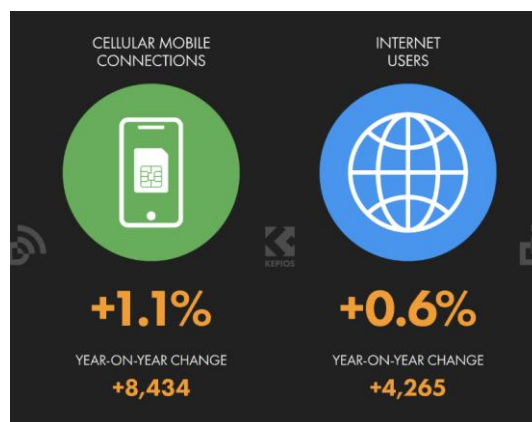 CELLULAR MOBILE
CONNECTIONS
INTERNET
USERS
KEPIOS
+1.1%
+0.6%
YEAR-ON-YEAR CHANGE
YEAR-ON-YEAR CHANGE
+8,434
+4,265